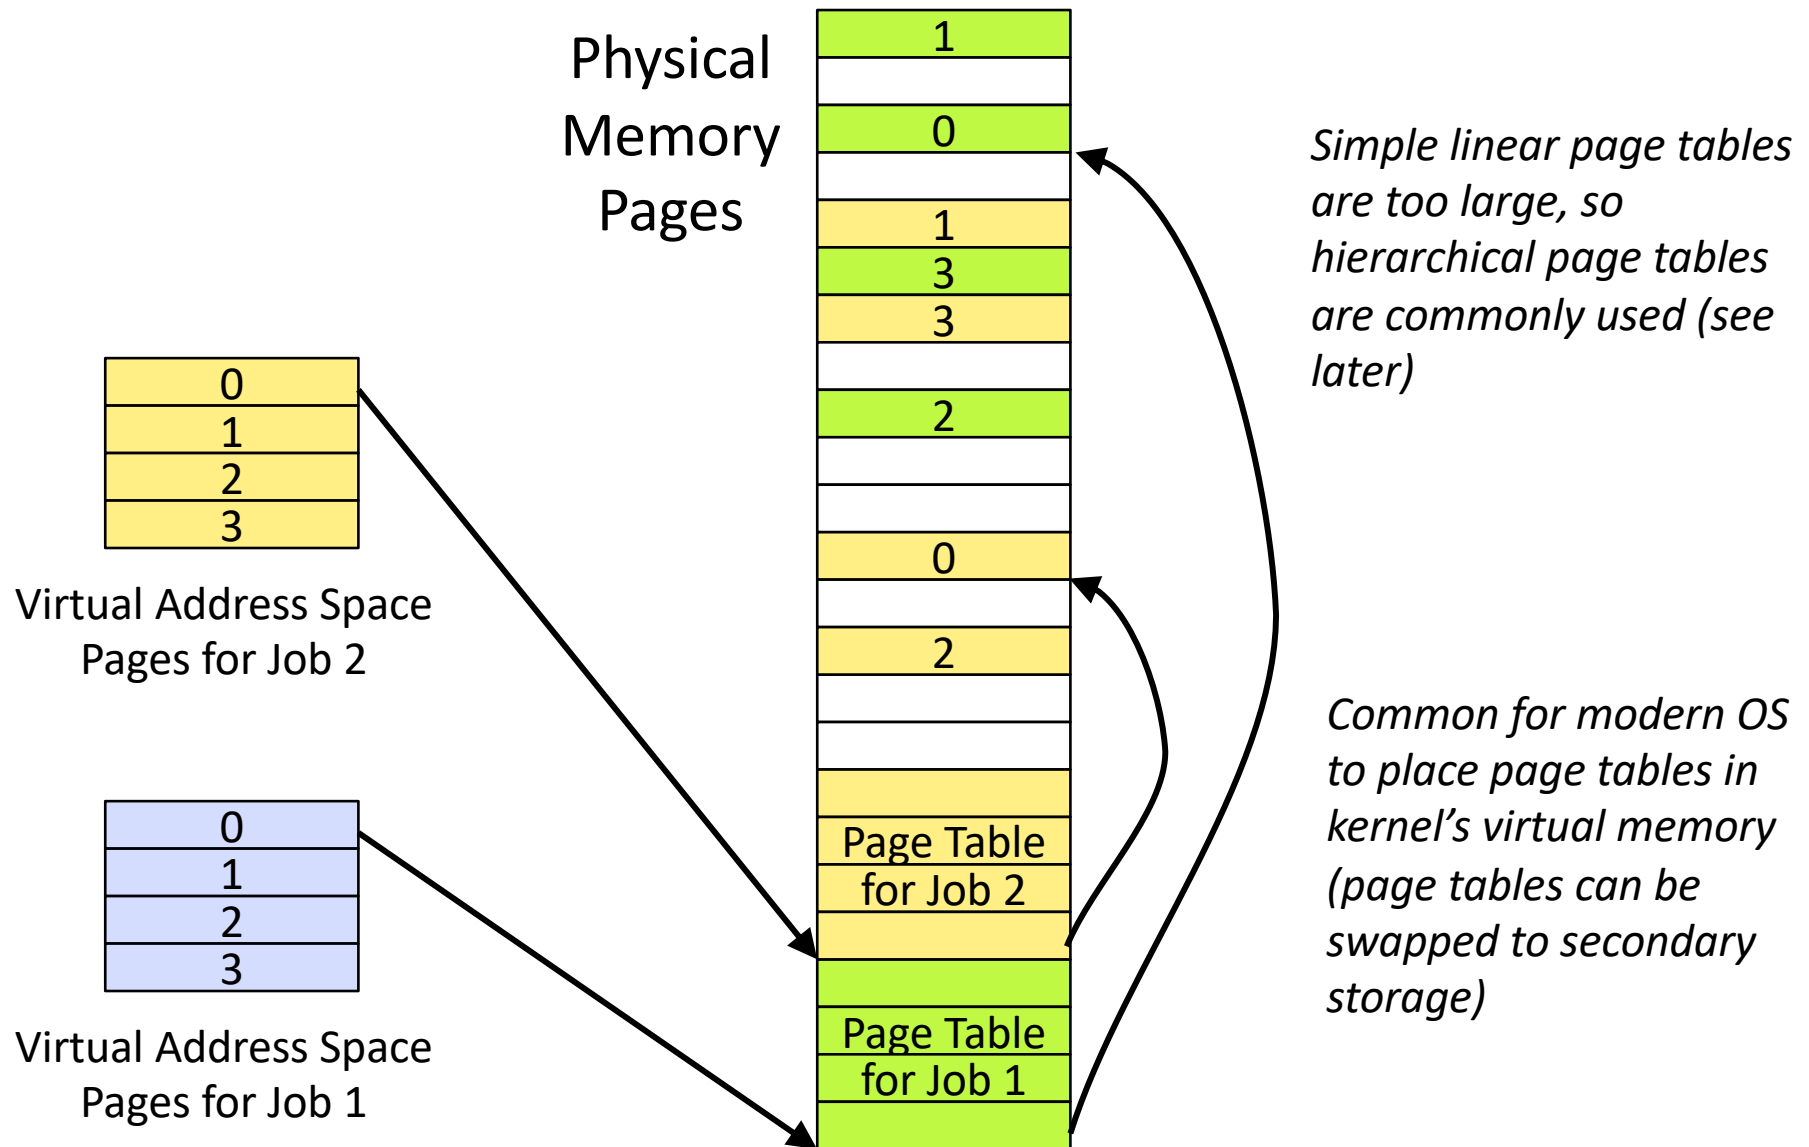 Physical
Memory
Pages
1
0
1
3
3
2
0
2
Page Table
for Job 2
Page Table
for Job 1
0
1
2
3
Virtual Address Space
Pages for Job 2
0
1
2
3
Virtual Address Space
Pages for Job 1
Simple linear page tables
are too large, so
hierarchical page tables
are commonly used (see
later)
Common for modern OS
to place page tables in
kernel’s virtual memory
(page tables can be
swapped to secondary
storage)